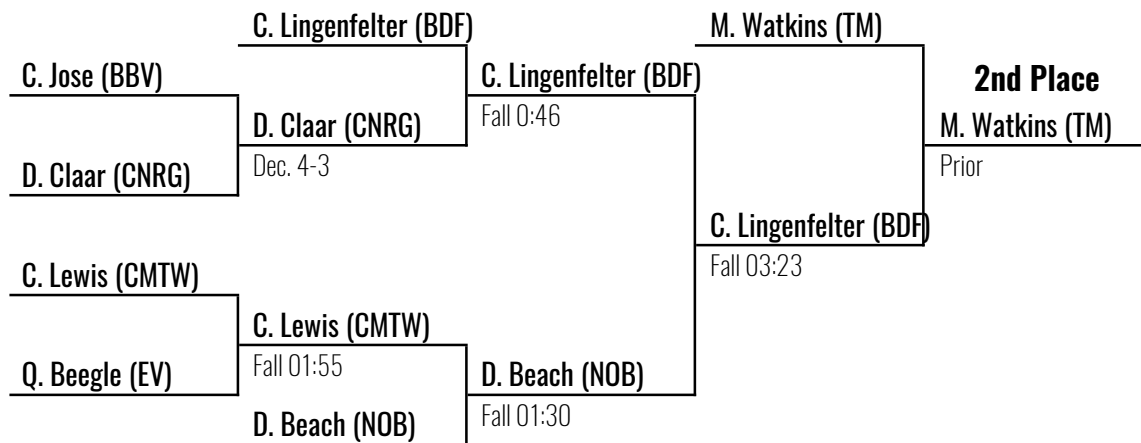 C. Lingenfelter (BDF)
M. Watkins (TM)
C. Jose (BBV)
C. Lingenfelter (BDF)
2nd Place
Fall 0:46
D. Claar (CNRG)
M. Watkins (TM)
Dec. 4-3
Prior
D. Claar (CNRG)
C. Lingenfelter (BDF)
Fall 03:23
C. Lewis (CMTW)
C. Lewis (CMTW)
Fall 01:55
Q. Beegle (EV)
D. Beach (NOB)
Fall 01:30
D. Beach (NOB)